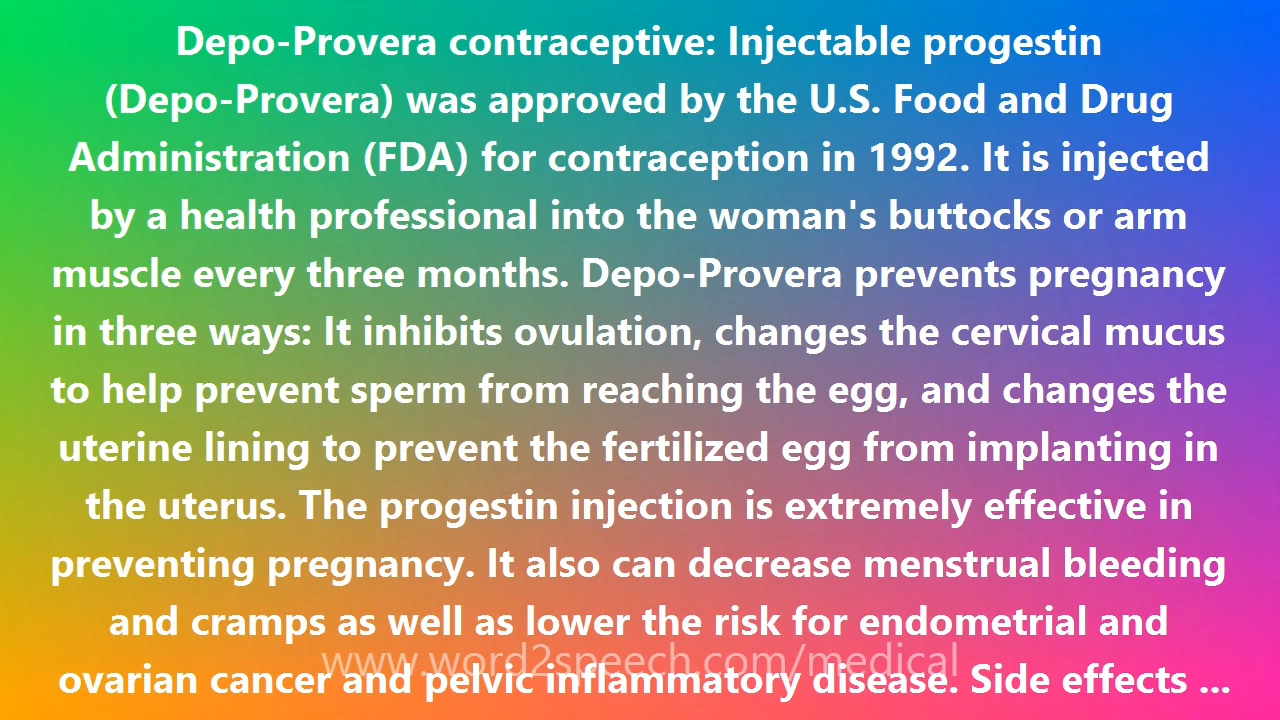 Depo-Provera contraceptive: Injectable progestin
(Depo-Provera) was approved by the U.S. Food and Drug
Administration (FDA) for contraception in 1992. It is injected
by a health professional into the woman's buttocks or arm
muscle every three months. Depo-Provera prevents pregnancy
in three ways: It inhibits ovulation, changes the cervical mucus
to help prevent sperm from reaching the egg, and changes the
uterine lining to prevent the fertilized egg from implanting in
the uterus. The progestin injection is extremely effective in
preventing pregnancy. It also can decrease menstrual bleeding
and cramps as well as lower the risk for endometrial and
www.word2speech.com/medical
ovarian cancer and pelvic inflammatory disease. Side effects ...